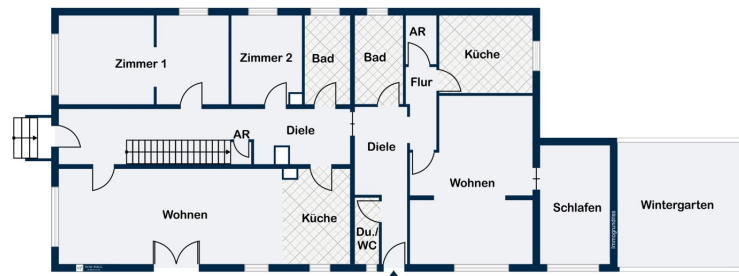 AR
Zimmer 1
Zimmer 2
Bad
Bad
Küche
Flur
AR
Diele
Diele
Wohnen
Wohnen
Küche
Du./
WC
Schlafen
Wintergarten
Immogrundriss